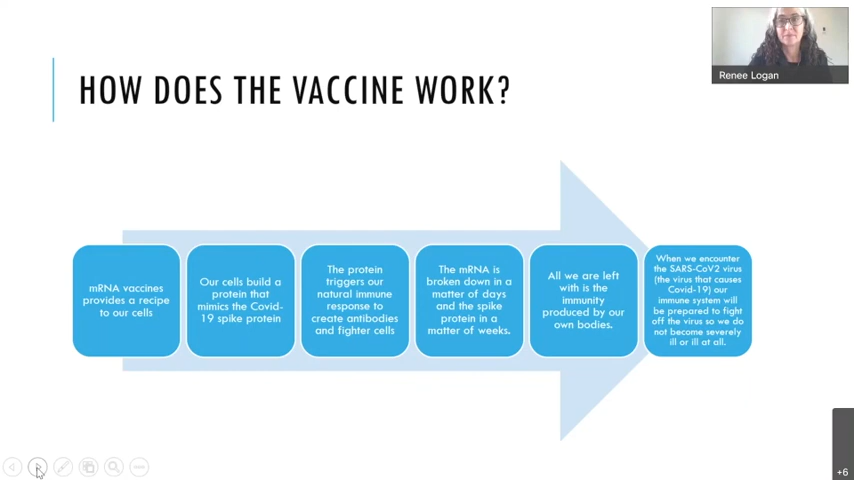 Renee Logan
HOW DOES THE VACCINE WORK?
mRNA vaccines
provides a recipe
to our cells
Our cells build a
protein that
mimics the Covid-
19 spike protein
The protein
triggers our
natural immune
response to
create antibodies
and fighter cells
The mRNA is
broken down in a
matter of days
and the spike
protein in a
matter of weeks.
All we are left
with is the
immunity
produced by our
own bodies.
When we encounter
the SARS-CoV2 virus
(the virus that causes
Covid-19) our
immune system will
be prepared to fight
off the virus so we do
not become severely
ill or ill at all.
+6